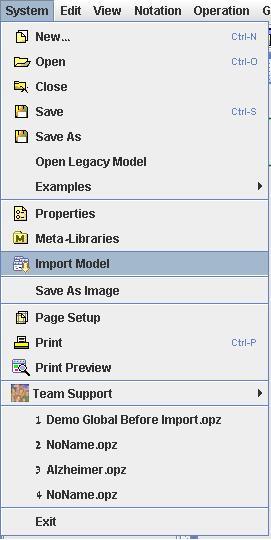 System Edit View Notation Operation G
New... Ctrl-N
Open Ctrl-O
Close
Save Ctrl-S
Save As
Open Legacy Model
Examples
Properties
Meta-Libraries
Import Model
Save As Image
Page Setup
Print Ctrl-P
Print Preview
Team Support
1 Demo Global Before Import.opz
2 NoName.opz
3 Alzheimer.opz
4 NoName.opz
Exit